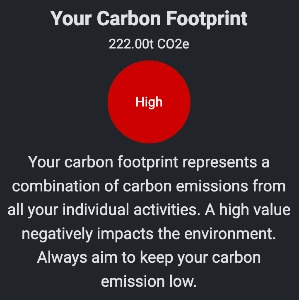 Your Carbon Footprint
222.00t CO2e
High
Your carbon footprint represents a
combination of carbon emissions from
all your individual activities. A high value
negatively impacts the environment.
Always aim to keep your carbon
emission low.